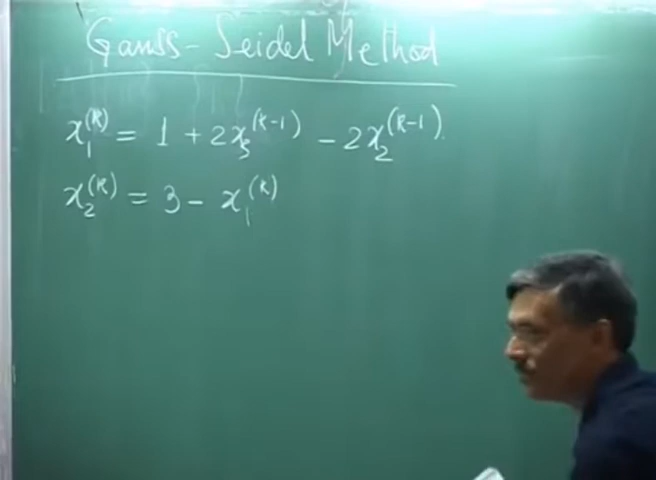 Gauss-Seidel Method
x₁⁽ᵏ⁾ = 1 + 2x₃⁽ᵏ⁻¹⁾ - 2x₂⁽ᵏ⁻¹⁾
x₂⁽ᵏ⁾ = 3 - x₁⁽ᵏ⁾